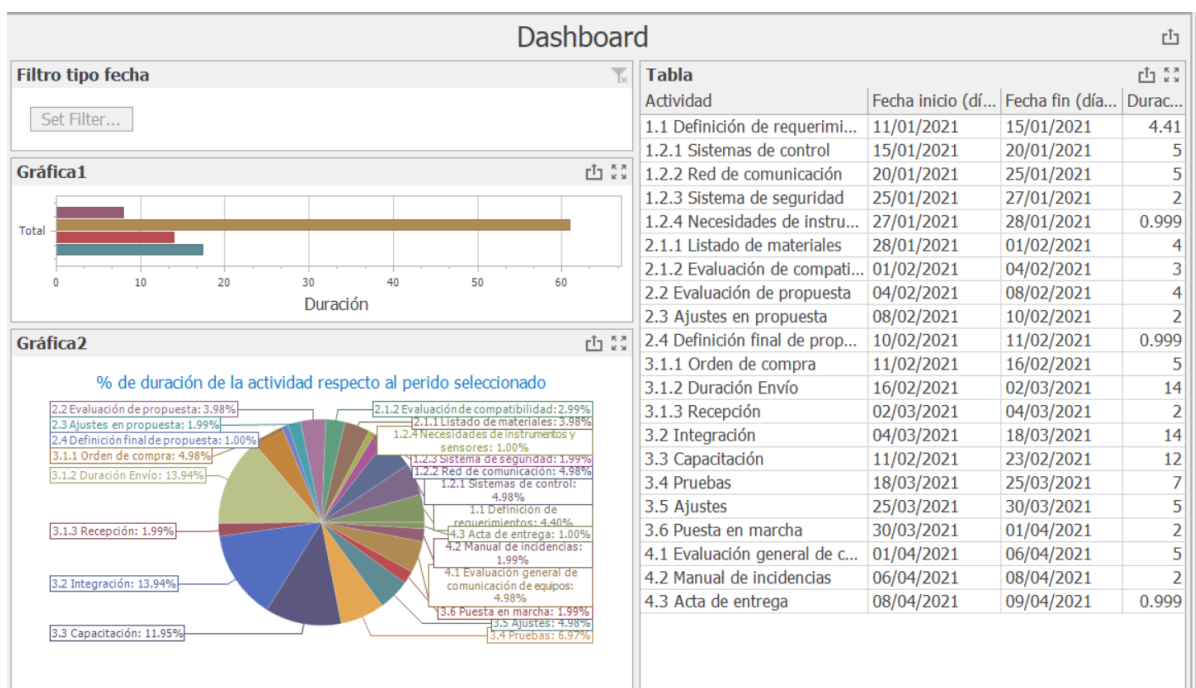 Dashboard
Filtro tipo fecha
Set Filter...
Gráfica1
Total
0 10 20 30 40 50 60
Duración
Gráfica2
% de duración de la actividad respecto al perido seleccionado
2.2 Evaluación de propuesta: 3.98%
2.3 Ajustes en propuesta: 1.99%
2.4 Definición final de propuesta: 1.00%
3.1.1 Orden de compra: 4.98%
3.1.2 Duración Envío: 13.94%
3.1.3 Recepción: 1.99%
3.2 Integración: 13.94%
3.3 Capacitación: 11.95%
2.1.2 Evaluación de compatibilidad: 2.99%
2.1.1 Listado de materiales: 3.98%
1.2.4 Necesidades de instrumentos y
sensores: 1.00%
1.2.3 Sistema de seguridad: 1.99%
1.2.2 Red de comunicación: 4.98%
1.2.1 Sistemas de control:
4.98%
1.1 Definición de
requerimientos: 4.40%
4.3 Acta de entrega: 1.00%
4.2 Manual de incidencias:
1.99%
4.1 Evaluación general de
comunicación de equipos:
4.98%
3.6 Puesta en marcha: 1.99%
3.5 Ajustes: 4.98%
3.4 Pruebas: 6.97%
Tabla
Actividad Fecha inicio (dí... Fecha fin (día... Durac...
1.1 Definición de requerimi... 11/01/2021 15/01/2021 4.41
1.2.1 Sistemas de control 15/01/2021 20/01/2021 5
1.2.2 Red de comunicación 20/01/2021 25/01/2021 5
1.2.3 Sistema de seguridad 25/01/2021 27/01/2021 2
1.2.4 Necesidades de instru... 27/01/2021 28/01/2021 0.999
2.1.1 Listado de materiales 28/01/2021 01/02/2021 4
2.1.2 Evaluación de compati... 01/02/2021 04/02/2021 3
2.2 Evaluación de propuesta 04/02/2021 08/02/2021 4
2.3 Ajustes en propuesta 08/02/2021 10/02/2021 2
2.4 Definición final de prop... 10/02/2021 11/02/2021 0.999
3.1.1 Orden de compra 11/02/2021 16/02/2021 5
3.1.2 Duración Envío 16/02/2021 02/03/2021 14
3.1.3 Recepción 02/03/2021 04/03/2021 2
3.2 Integración 04/03/2021 18/03/2021 14
3.3 Capacitación 11/02/2021 23/02/2021 12
3.4 Pruebas 18/03/2021 25/03/2021 7
3.5 Ajustes 25/03/2021 30/03/2021 5
3.6 Puesta en marcha 30/03/2021 01/04/2021 2
4.1 Evaluación general de c... 01/04/2021 06/04/2021 5
4.2 Manual de incidencias 06/04/2021 08/04/2021 2
4.3 Acta de entrega 08/04/2021 09/04/2021 0.999